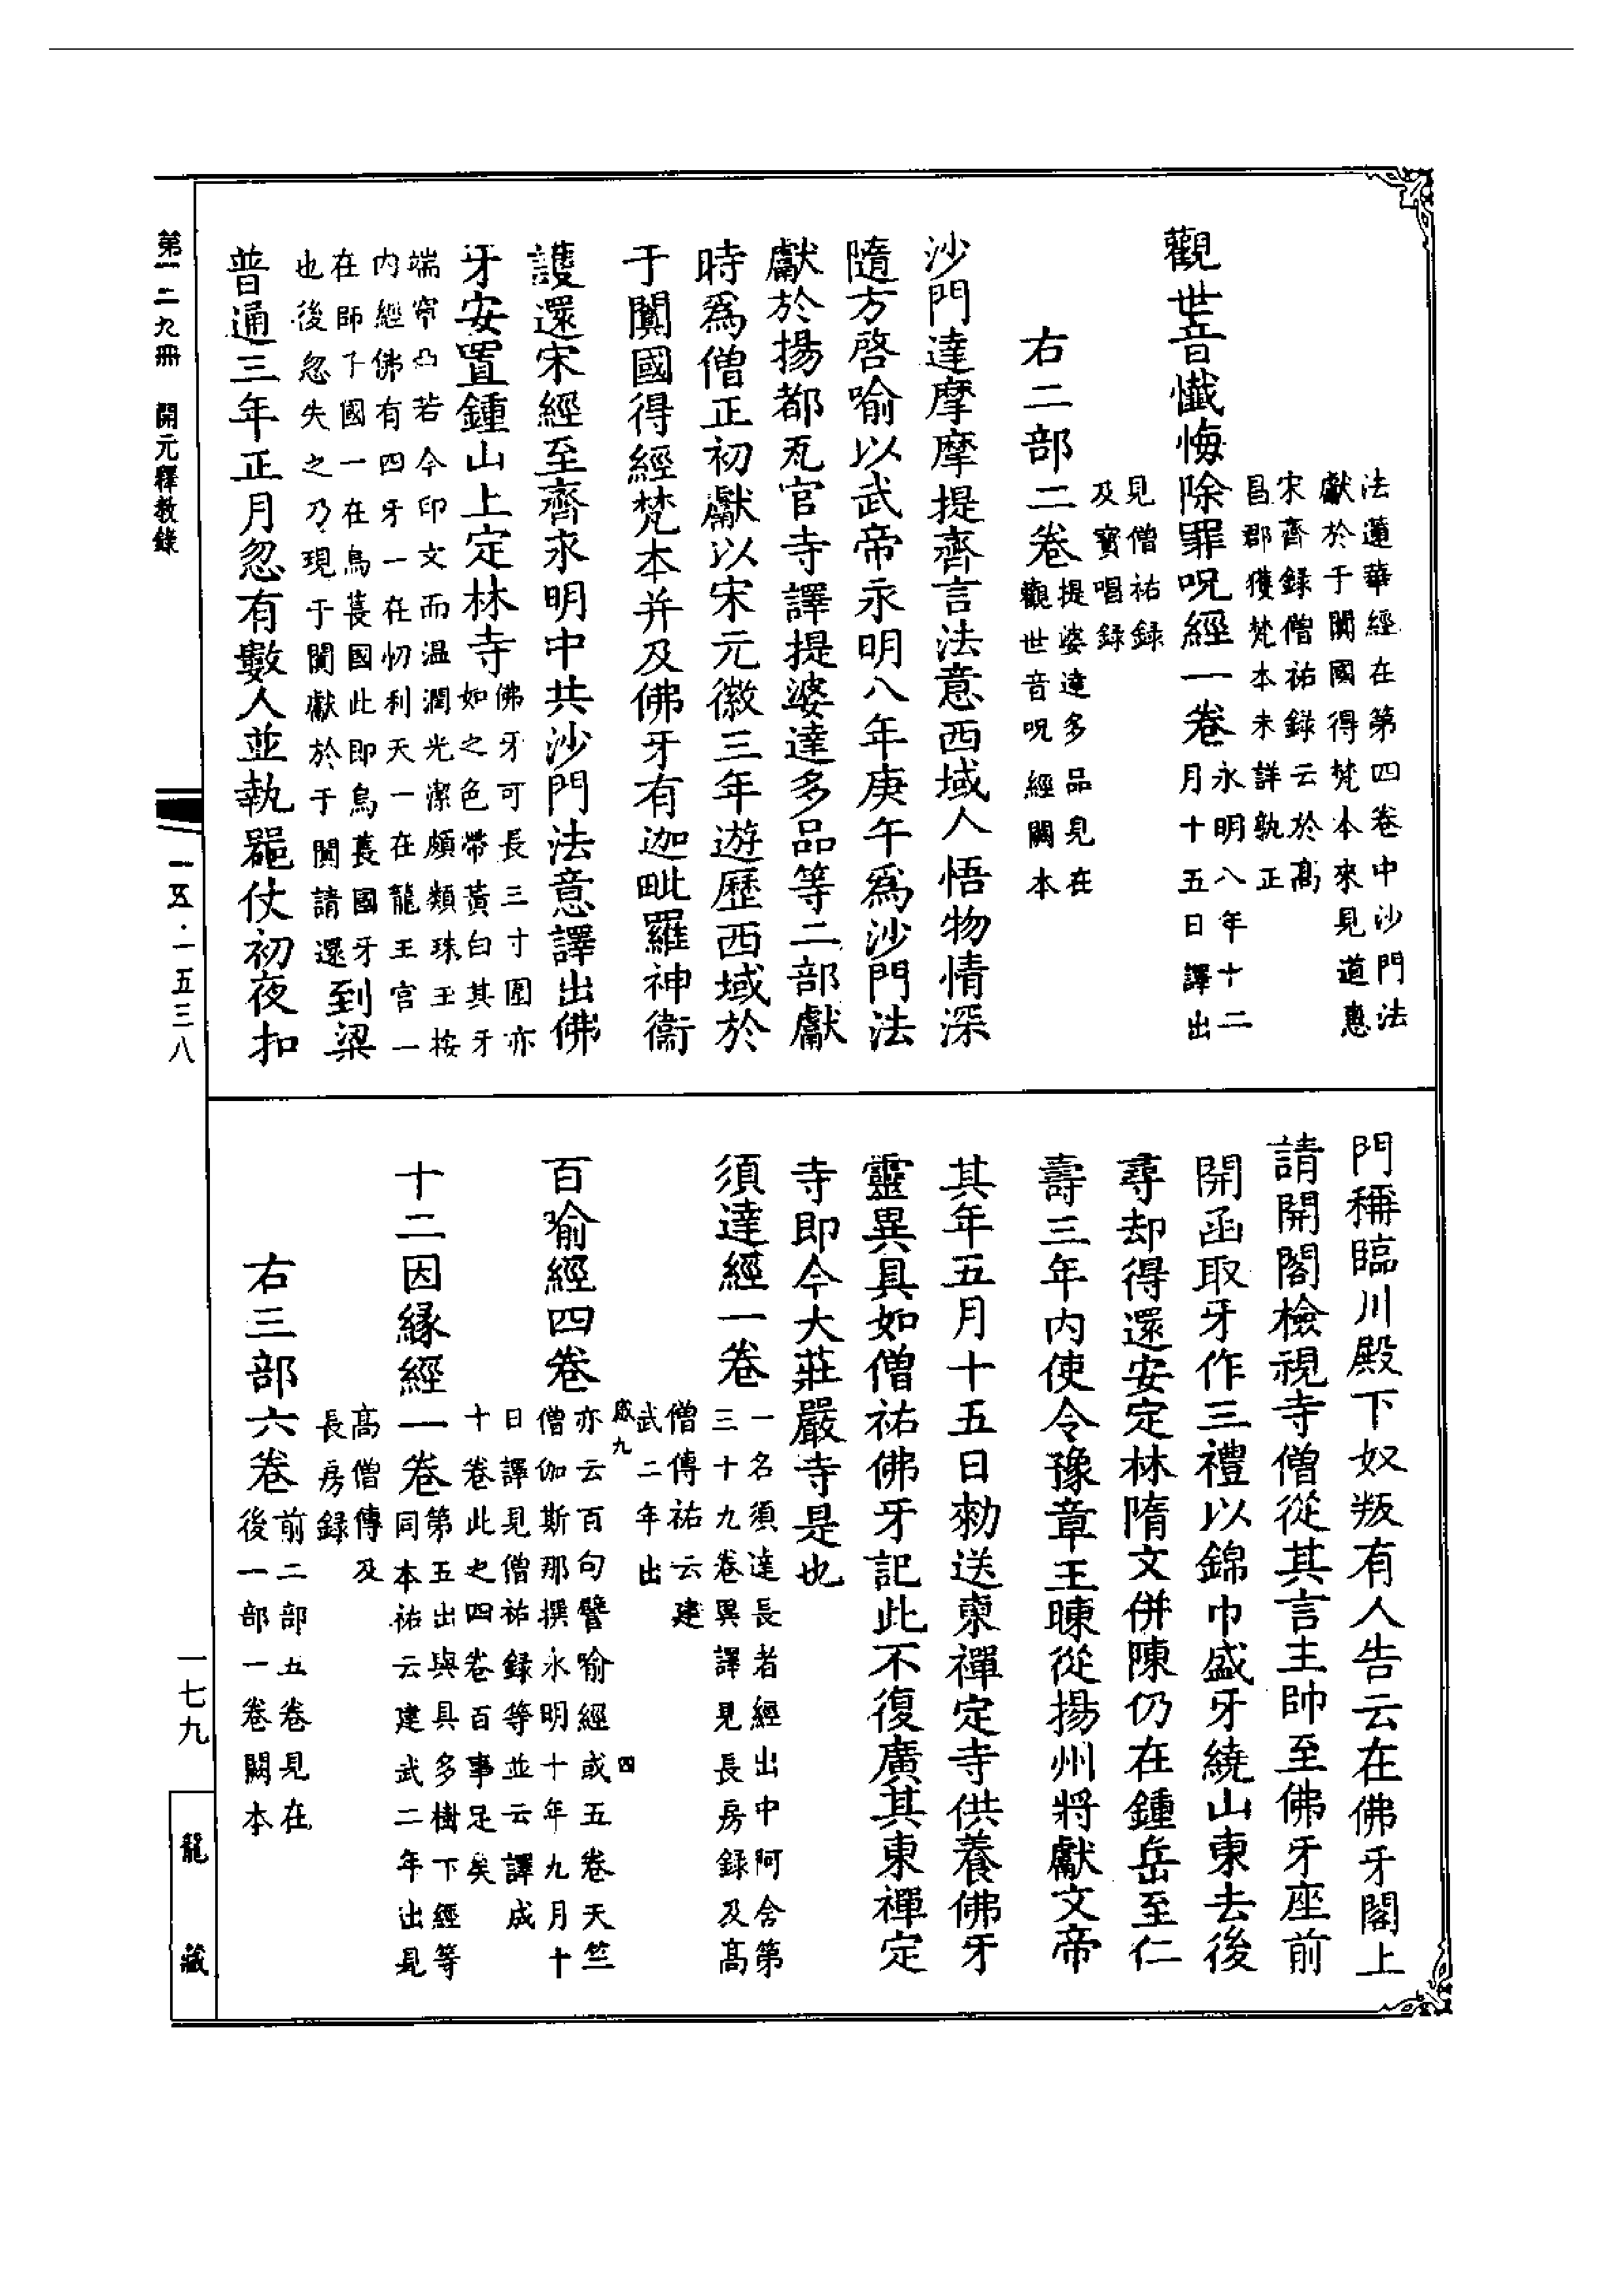 法蓮華經在第四卷中沙門法
獻於于闐國得梵本來見道惠
宋齊録僧祐録云於髙
昌郡獲梵本未詳孰正
觀世音懺悔除罪呪經一卷永明八年十二
月十五日譯出
見僧祐録
及寶唱録
右二部二卷提婆達多品見在
觀世音呪經闕本
沙門達摩摩提齊言法意西域人悟物情深
隨方啓喻以武帝永明八年庚午爲沙門法
獻於揚都瓦官寺譯提婆達多品等二部獻
時爲僧正初獻以宋元徽三年遊歷西域於
于闐國得經梵本并及佛牙有迦毗羅神衞
護還宋經至齊永明中共沙門法意譯出佛
牙安置鍾山上定林寺佛牙可長三寸圍亦
如之色帶黃白其牙
端窂凸若今印文而温潤光潔頗類珠玉按
内經佛有四牙一在忉利天一在龍王宫一
在師子國一在烏萇國此即烏萇國牙
也後忽失之乃現于闐獻於于闐請還到梁
普通三年正月忽有數人並執噐仗初夜扣
門稱臨川殿下奴叛有人告云在佛牙閣上
請開閣檢視寺僧從其言主帥至佛牙座前
開函取牙作三禮以錦巾盛牙繞山東去後
尋却得還安定林隋文併陳仍在鍾岳至仁
壽三年内使令豫章王暕從揚州將獻文帝
其年五月十五日勑送東禪定寺供養佛牙
靈異具如僧祐佛牙記此不復廣其東禪定
寺即今大莊嚴寺是也
須達經一卷一名須達長者經出中阿含第
三十九卷異譯見長房録及髙
僧傳祐云建
武二年出
啟九 四
百喻經四卷亦云百句譬喻經或五卷天竺
僧伽斯那撰永明十年九月十
日譯見僧祐録等並云譯成
十卷此之四卷百事足矣
十二因緣經一卷第五出與具多樹下經等
同本祐云建武二年出見
髙僧傳及
長房録
右三部六卷前二部五卷見在
後一部一卷闕本
第一二九冊　開元釋教錄
一五·一五三八
一七九
龍藏